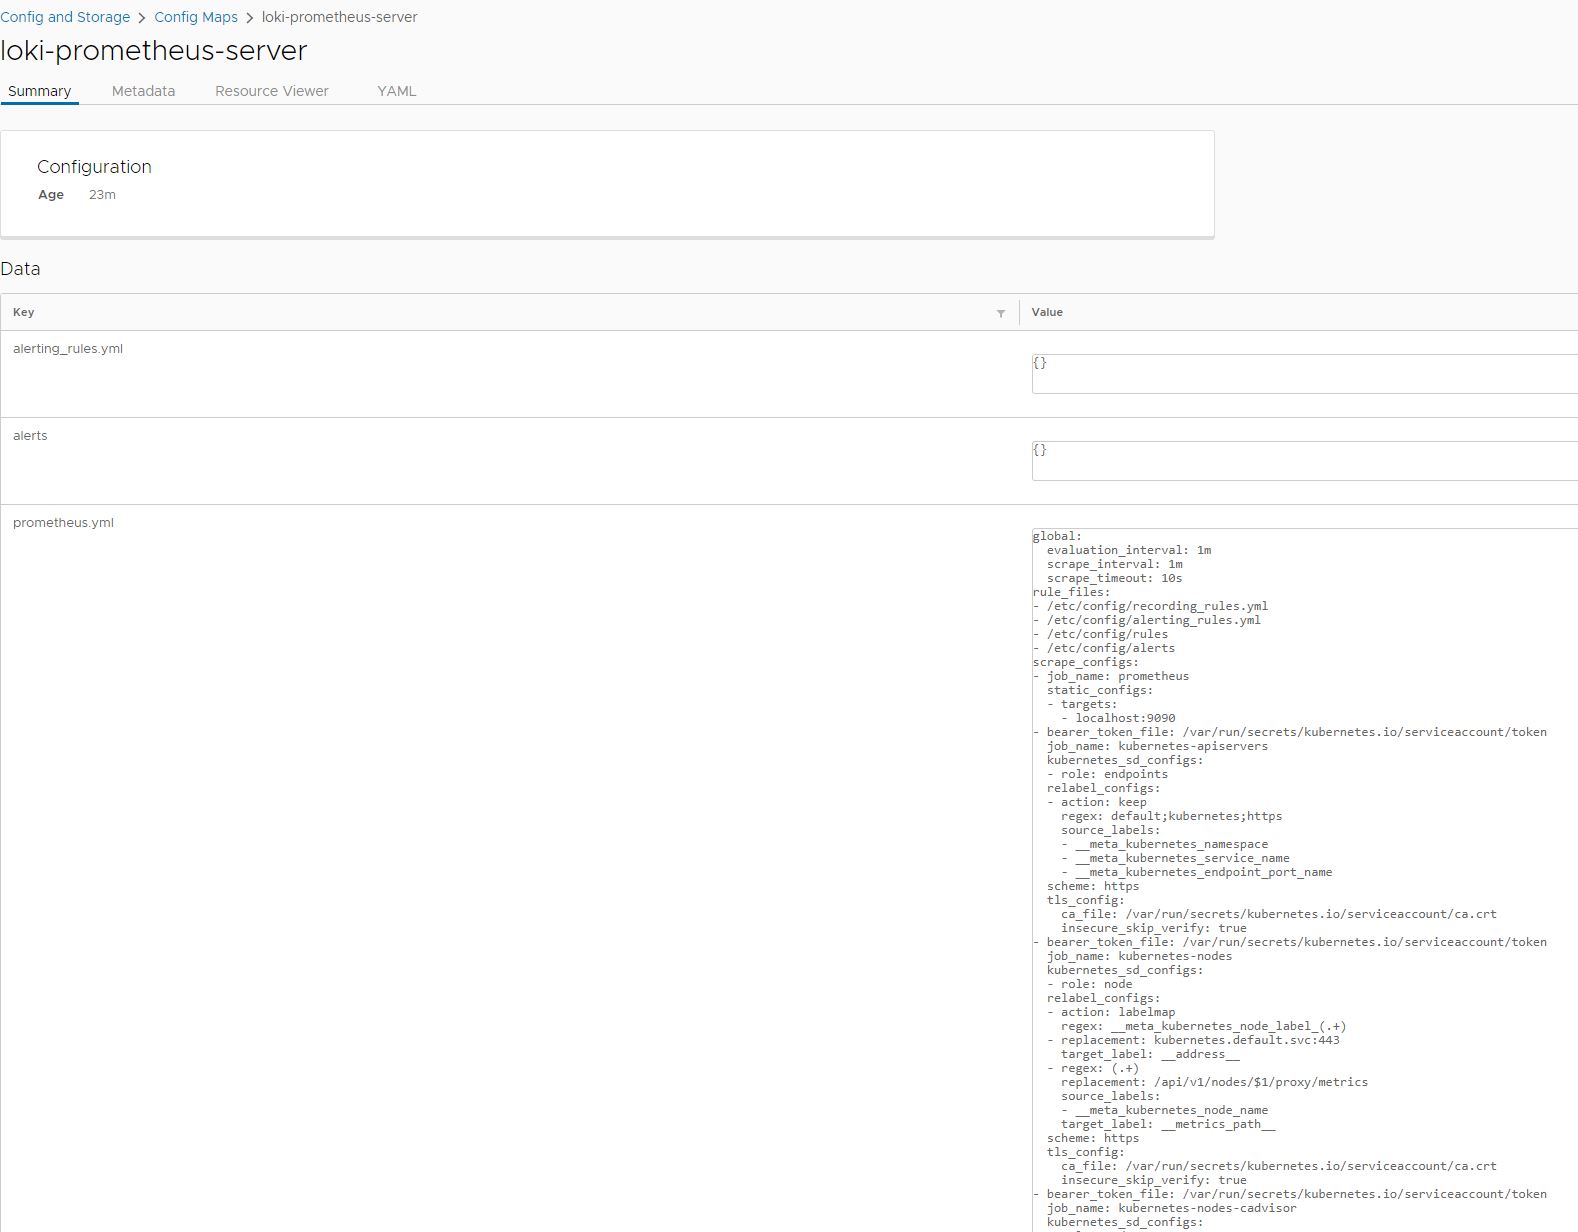 Config and Storage > Config Maps > loki-prometheus-server
loki-prometheus-server
Summary Metadata Resource Viewer YAML
Configuration
Age 23m
Data
Key Value
alerting_rules.yml
{}
alerts
{}
prometheus.yml
global:
  evaluation_interval: 1m
  scrape_interval: 1m
  scrape_timeout: 10s
rule_files:
- /etc/config/recording_rules.yml
- /etc/config/alerting_rules.yml
- /etc/config/rules
- /etc/config/alerts
scrape_configs:
- job_name: prometheus
  static_configs:
  - targets:
    - localhost:9090
- bearer_token_file: /var/run/secrets/kubernetes.io/serviceaccount/token
  job_name: kubernetes-apiservers
  kubernetes_sd_configs:
  - role: endpoints
  relabel_configs:
  - action: keep
    regex: default;kubernetes;https
    source_labels:
    - __meta_kubernetes_namespace
    - __meta_kubernetes_service_name
    - __meta_kubernetes_endpoint_port_name
  scheme: https
  tls_config:
    ca_file: /var/run/secrets/kubernetes.io/serviceaccount/ca.crt
    insecure_skip_verify: true
- bearer_token_file: /var/run/secrets/kubernetes.io/serviceaccount/token
  job_name: kubernetes-nodes
  kubernetes_sd_configs:
  - role: node
  relabel_configs:
  - action: labelmap
    regex: __meta_kubernetes_node_label_(.+)
  - replacement: kubernetes.default.svc:443
    target_label: __address__
  - regex: (.+)
    replacement: /api/v1/nodes/$1/proxy/metrics
    source_labels:
    - __meta_kubernetes_node_name
    target_label: __metrics_path__
  scheme: https
  tls_config:
    ca_file: /var/run/secrets/kubernetes.io/serviceaccount/ca.crt
    insecure_skip_verify: true
- bearer_token_file: /var/run/secrets/kubernetes.io/serviceaccount/token
  job_name: kubernetes-nodes-cadvisor
  kubernetes_sd_configs: